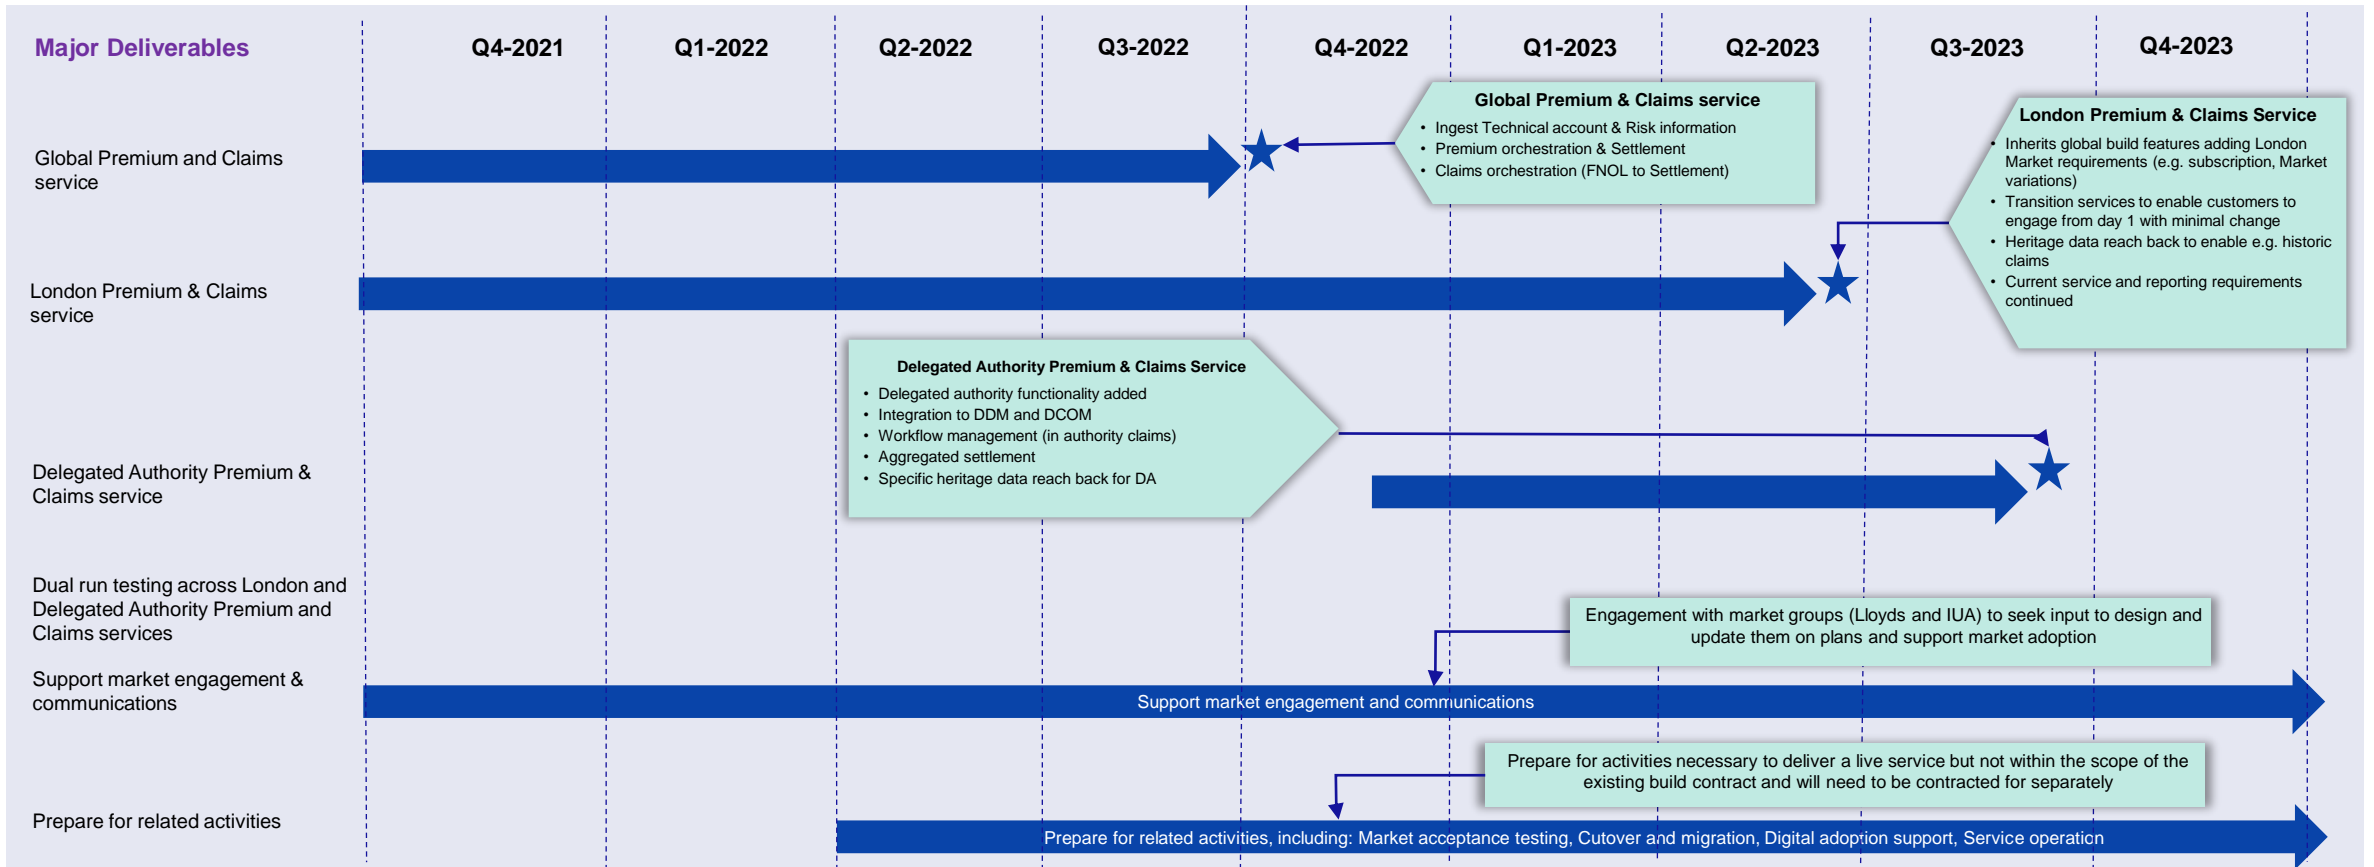 Major Deliverables
Q4-2021
Q1-2022
Q2-2022
Q3-2022
Q4-2022
Q1-2023
Q2-2023
Q3-2023
Q4-2023
Global Premium and Claims
service
Global Premium & Claims service
• Ingest Technical account & Risk information
• Premium orchestration & Settlement
• Claims orchestration (FNOL to Settlement)
London Premium & Claims Service
• Inherits global build features adding London
Market requirements (e.g. subscription, Market
variations)
• Transition services to enable customers to
engage from day 1 with minimal change
• Heritage data reach back to enable e.g. historic
claims
• Current service and reporting requirements
continued
London Premium & Claims
service
Delegated Authority Premium & Claims Service
• Delegated authority functionality added
• Integration to DDM and DCOM
• Workflow management (in authority claims)
• Aggregated settlement
• Specific heritage data reach back for DA
Delegated Authority Premium &
Claims service
Dual run testing across London and
Delegated Authority Premium and
Claims services
Engagement with market groups (Lloyds and IUA) to seek input to design and
update them on plans and support market adoption
Support market engagement &
communications
Support market engagement and communications
Prepare for activities necessary to deliver a live service but not within the scope of the
existing build contract and will need to be contracted for separately
Prepare for related activities
Prepare for related activities, including: Market acceptance testing, Cutover and migration, Digital adoption support, Service operation